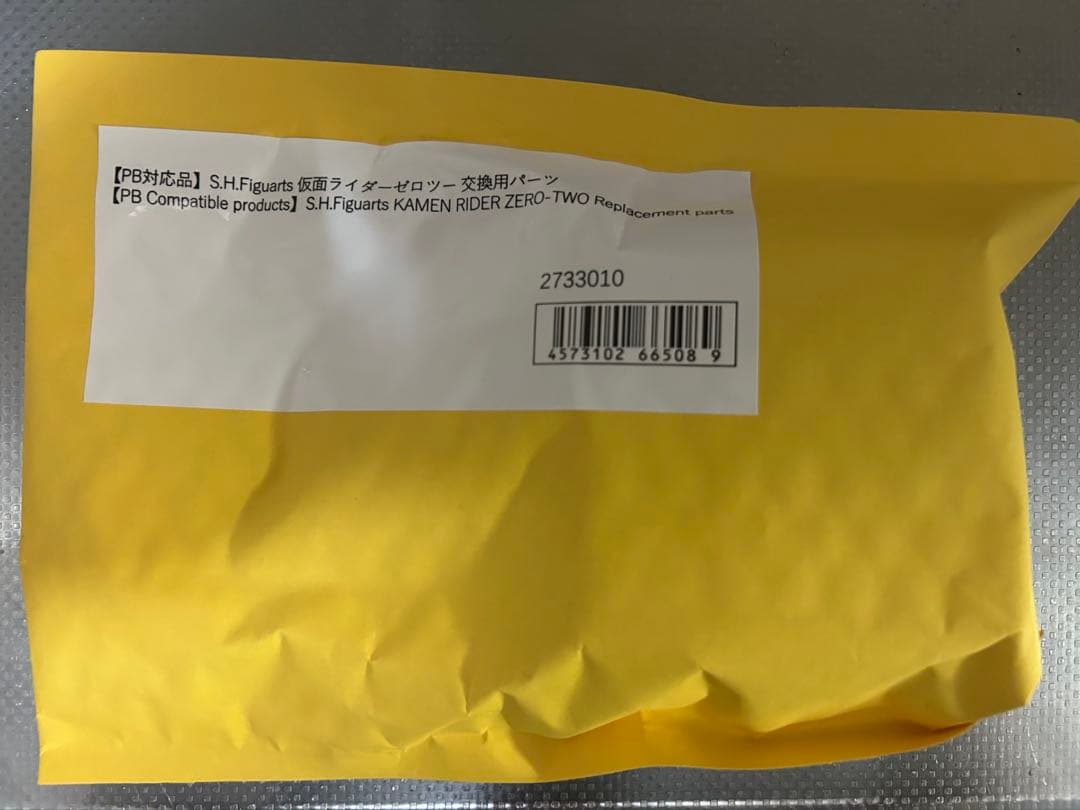 【PB対応品】S.H.Figuarts 仮面ライダーゼロツー 交換用パーツ
【PB Compatible products】S.H.Figuarts KAMEN RIDER ZERO-TWO Replacement parts
2733010
4573102 66508 9